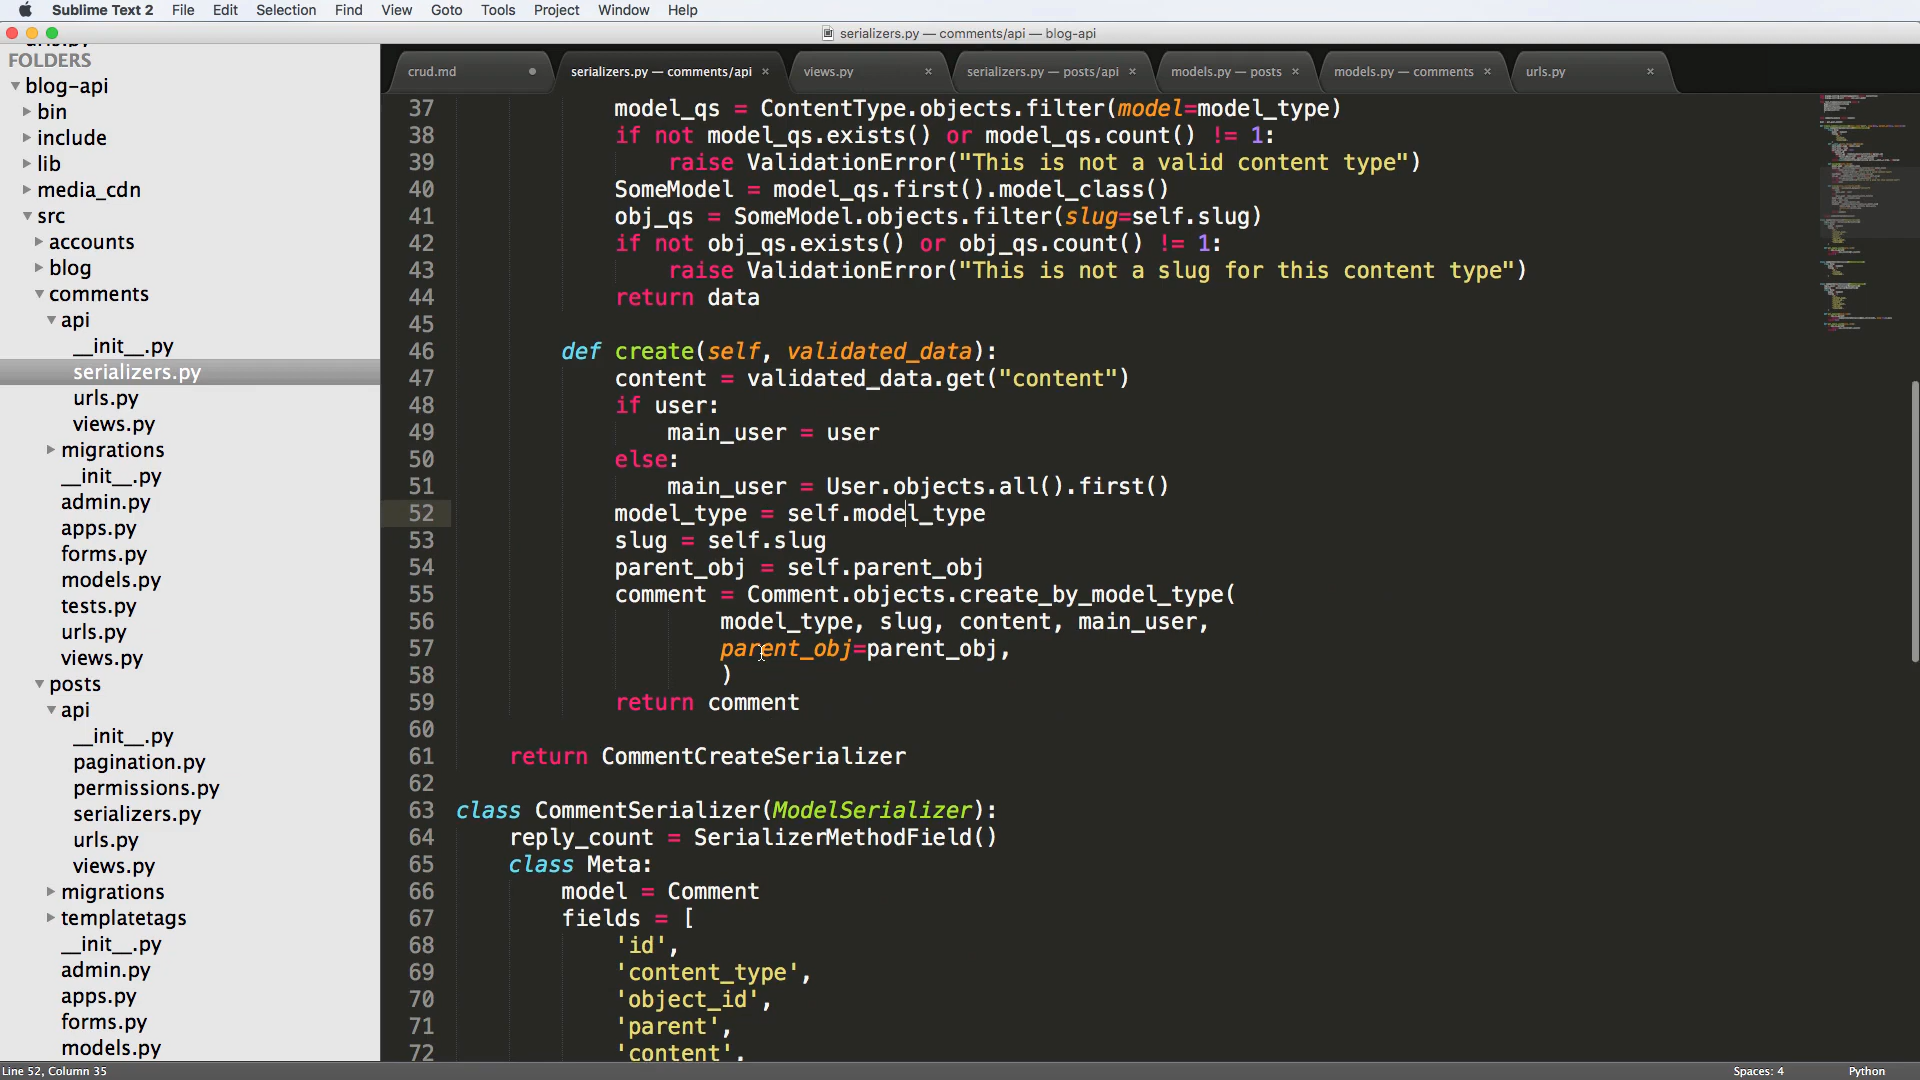 Sublime Text 2 File Edit Selection Find View Goto Tools Project Window Help
serializers.py — comments/api — blog-api
FOLDERS
blog-api
bin
include
lib
media_cdn
src
accounts
blog
comments
api
__init__.py
serializers.py
urls.py
views.py
migrations
__init__.py
admin.py
apps.py
forms.py
models.py
tests.py
urls.py
views.py
posts
api
__init__.py
pagination.py
permissions.py
serializers.py
urls.py
views.py
migrations
templatetags
__init__.py
admin.py
apps.py
forms.py
models.py
crud.md
serializers.py — comments/api ×
views.py ×
serializers.py — posts/api ×
models.py — posts ×
models.py — comments ×
urls.py ×
37 model_qs = ContentType.objects.filter(model=model_type)
38 if not model_qs.exists() or model_qs.count() != 1:
39 raise ValidationError("This is not a valid content type")
40 SomeModel = model_qs.first().model_class()
41 obj_qs = SomeModel.objects.filter(slug=self.slug)
42 if not obj_qs.exists() or obj_qs.count() != 1:
43 raise ValidationError("This is not a slug for this content type")
44 return data
45
46 def create(self, validated_data):
47 content = validated_data.get("content")
48 if user:
49 main_user = user
50 else:
51 main_user = User.objects.all().first()
52 model_type = self.model_type
53 slug = self.slug
54 parent_obj = self.parent_obj
55 comment = Comment.objects.create_by_model_type(
56 model_type, slug, content, main_user,
57 parent_obj=parent_obj,
58 )
59 return comment
60
61 return CommentCreateSerializer
62
63 class CommentSerializer(ModelSerializer):
64 reply_count = SerializerMethodField()
65 class Meta:
66 model = Comment
67 fields = [
68 'id',
69 'content_type',
70 'object_id',
71 'parent',
72 'content',
Line 52, Column 35
Spaces: 4
Python